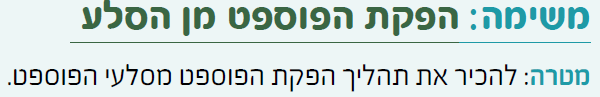 משימה: הפקת הפוספט מן הסלע
מטרה: להכיר את תהליך הפקת הפוספט מסלעי הפוספט.